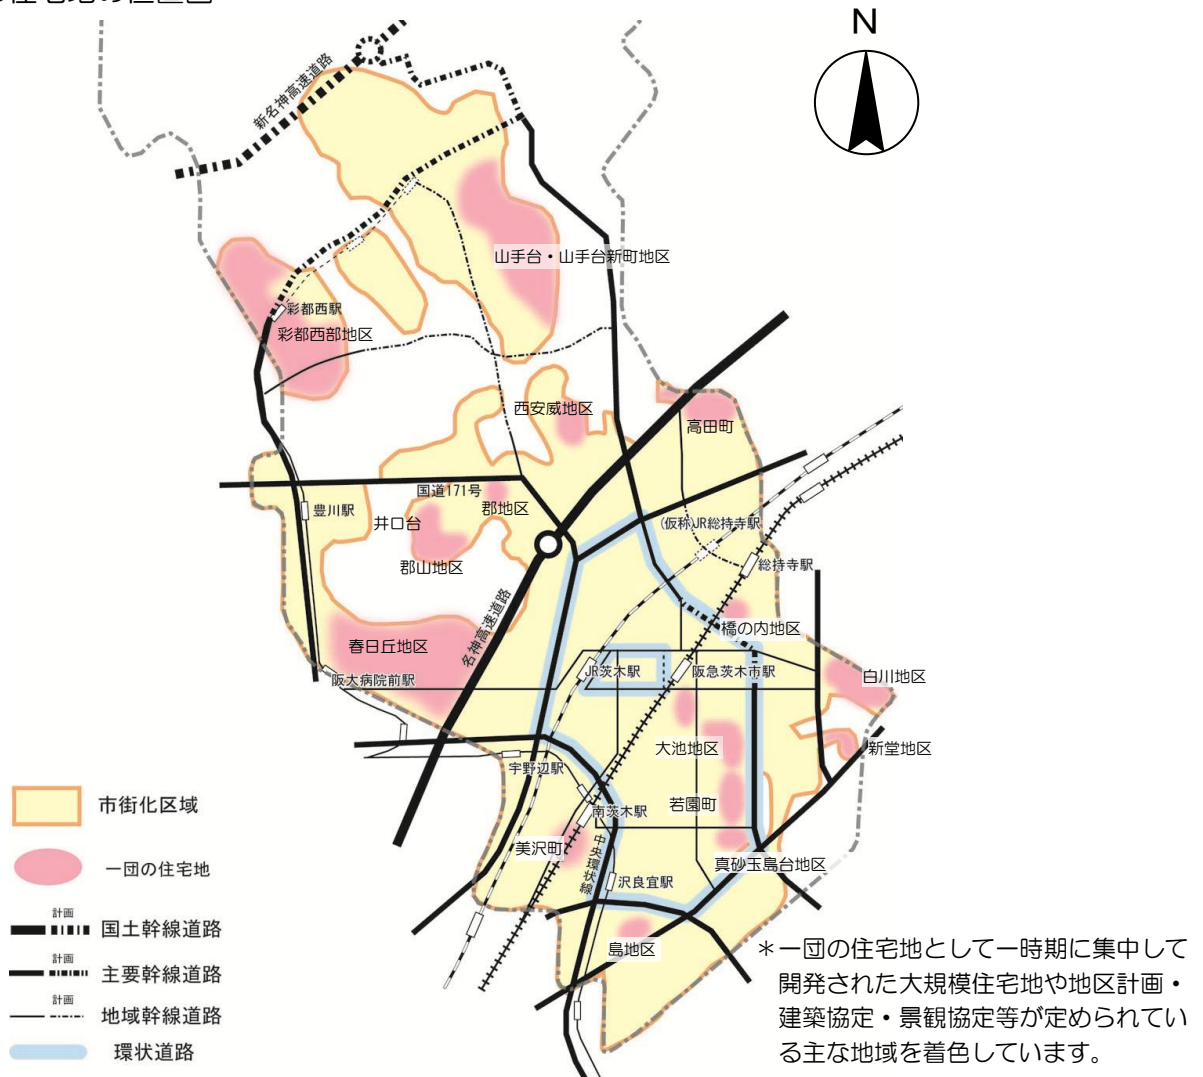 N
新名神高速道路
山手台・山手台新町地区
彩都西駅
彩都西部地区
西安威地区
高田町
国道171号
郡地区
豊川駅
井口台
(仮称)JR総持寺駅
郡山地区
総持寺駅
名神高速道路
橋の内地区
春日丘地区
阪大病院前駅
JR茨木駅
阪急茨木市駅
白川地区
大池地区
新堂地区
宇野辺駅
南茨木駅
若園町
美沢町
中央環状線
真砂玉島台地区
沢良宜駅
島地区
市街化区域
一団の住宅地
計画
国土幹線道路
計画
主要幹線道路
計画
地域幹線道路
環状道路
＊一団の住宅地として一時期に集中して
開発された大規模住宅地や地区計画・
建築協定・景観協定等が定められてい
る主な地域を着色しています。